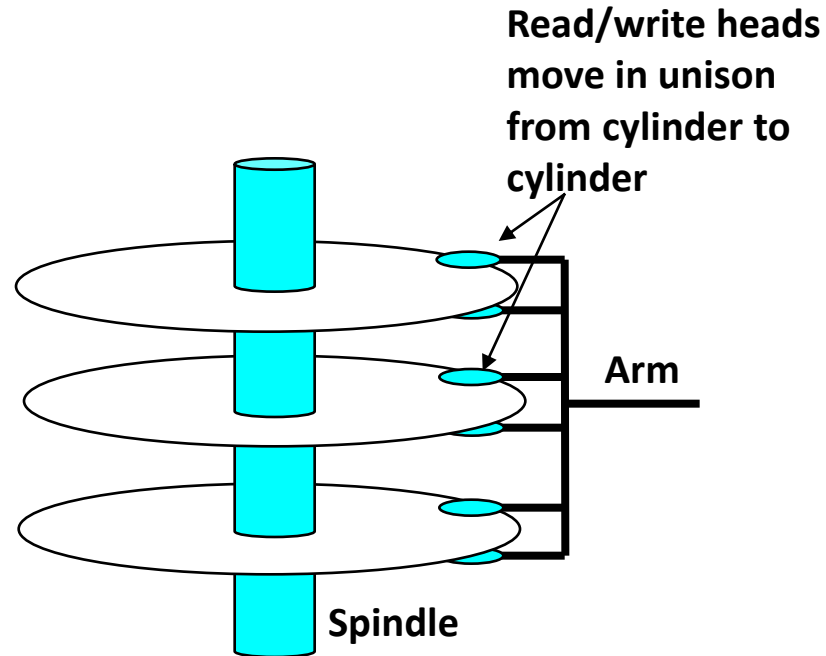 Read/write heads
move in unison
from cylinder to
cylinder
Arm
Spindle